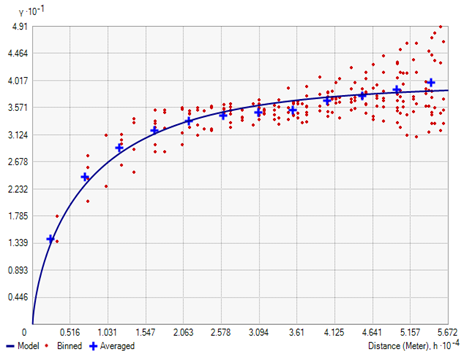 γ ·10⁻¹
4.91
4.464
4.017
3.571
3.124
2.678
2.232
1.785
1.339
0.893
0.446
0 0.516 1.031 1.547 2.063 2.578 3.094 3.61 4.125 4.641 5.157 5.672
Distance (Meter), h ·10⁻⁴
Model Binned Averaged